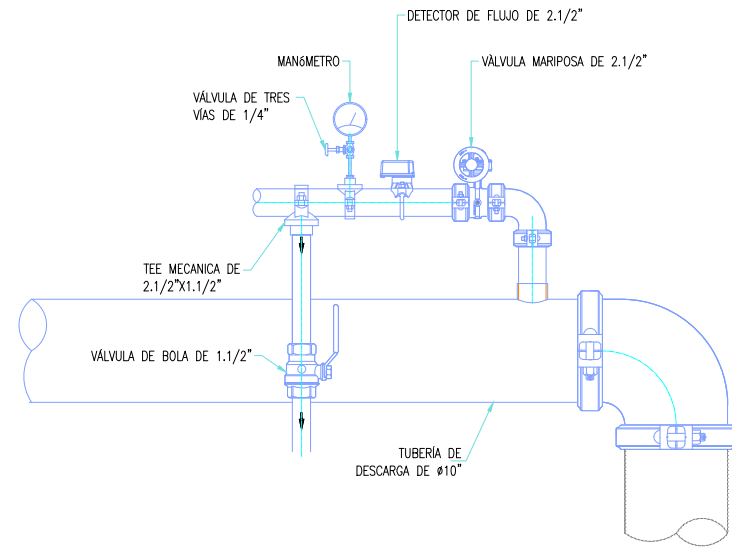 DETECTOR DE FLUJO DE 2.1/2"
MANóMETRO
VÀLVULA MARIPOSA DE 2.1/2"
VÁLVULA DE TRES
VÍAS DE 1/4"
TEE MECANICA DE
2.1/2"X1.1/2"
VÁLVULA DE BOLA DE 1.1/2"
TUBERÍA DE
DESCARGA DE ø10"